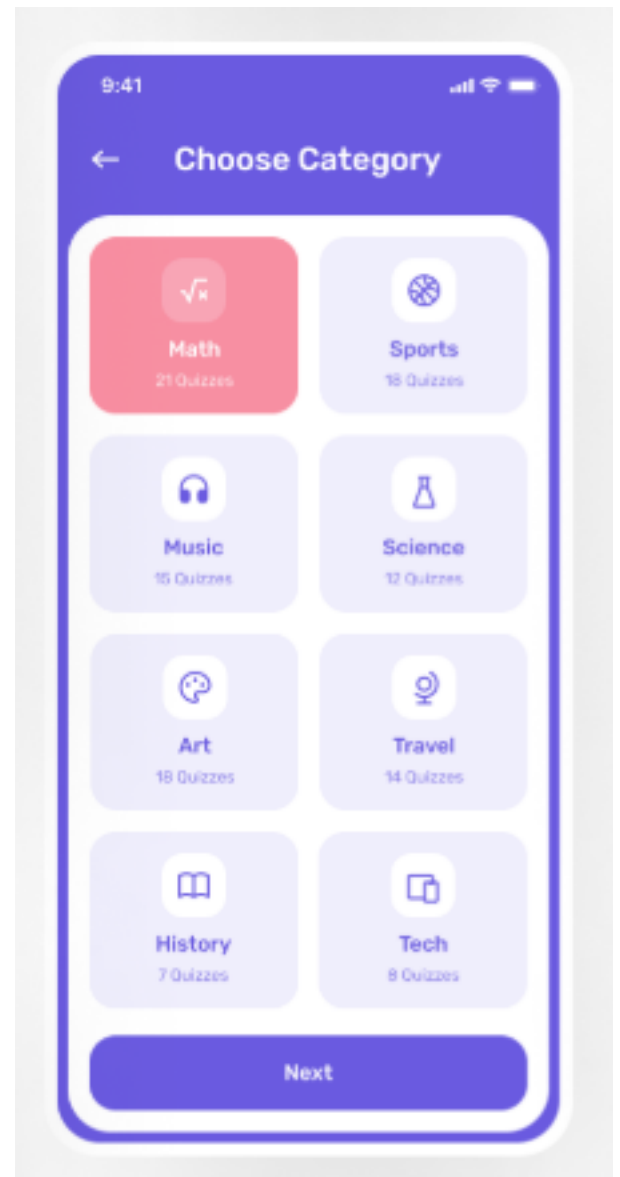 9:41
Choose Category
Math
21 Quizzes
Sports
18 Quizzes
Music
15 Quizzes
Science
12 Quizzes
Art
18 Quizzes
Travel
14 Quizzes
History
7 Quizzes
Tech
8 Quizzes
Next